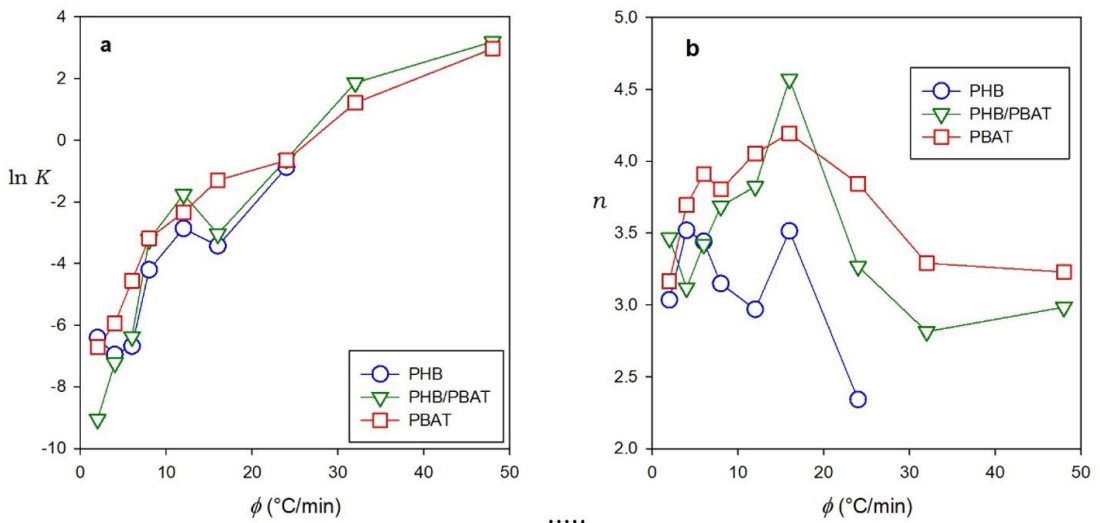 a
4
2
0
-2
-4
-6
-8
-10
ln K
0 10 20 30 40 50
ϕ (°C/min)
PHB
PHB/PBAT
PBAT
b
5.0
4.5
4.0
3.5
3.0
2.5
2.0
n
0 10 20 30 40 50
ϕ (°C/min)
PHB
PHB/PBAT
PBAT
.....